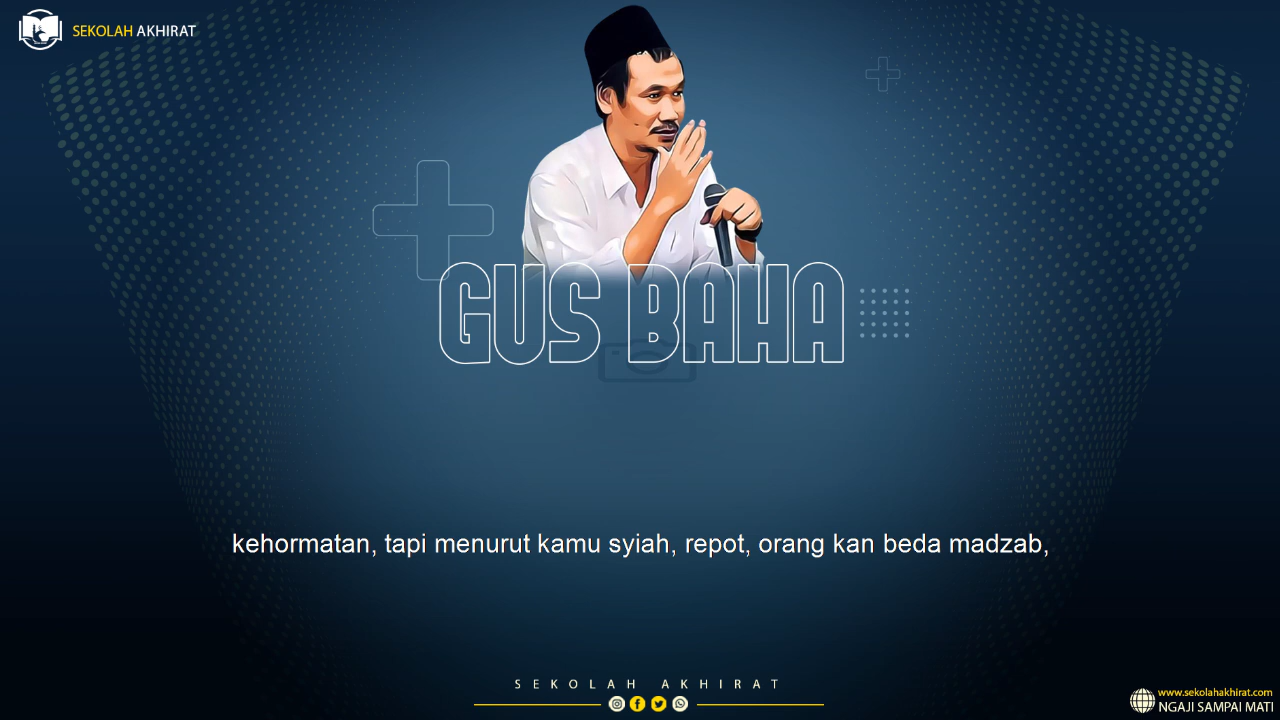 SEKOLAH AKHIRAT
GUS BAHA
kehormatan, tapi menurut kamu syiah, repot, orang kan beda madzab,
SEKOLAH AKHIRAT
www.sekolahakhirat.com
NGAJI SAMPAI MATI